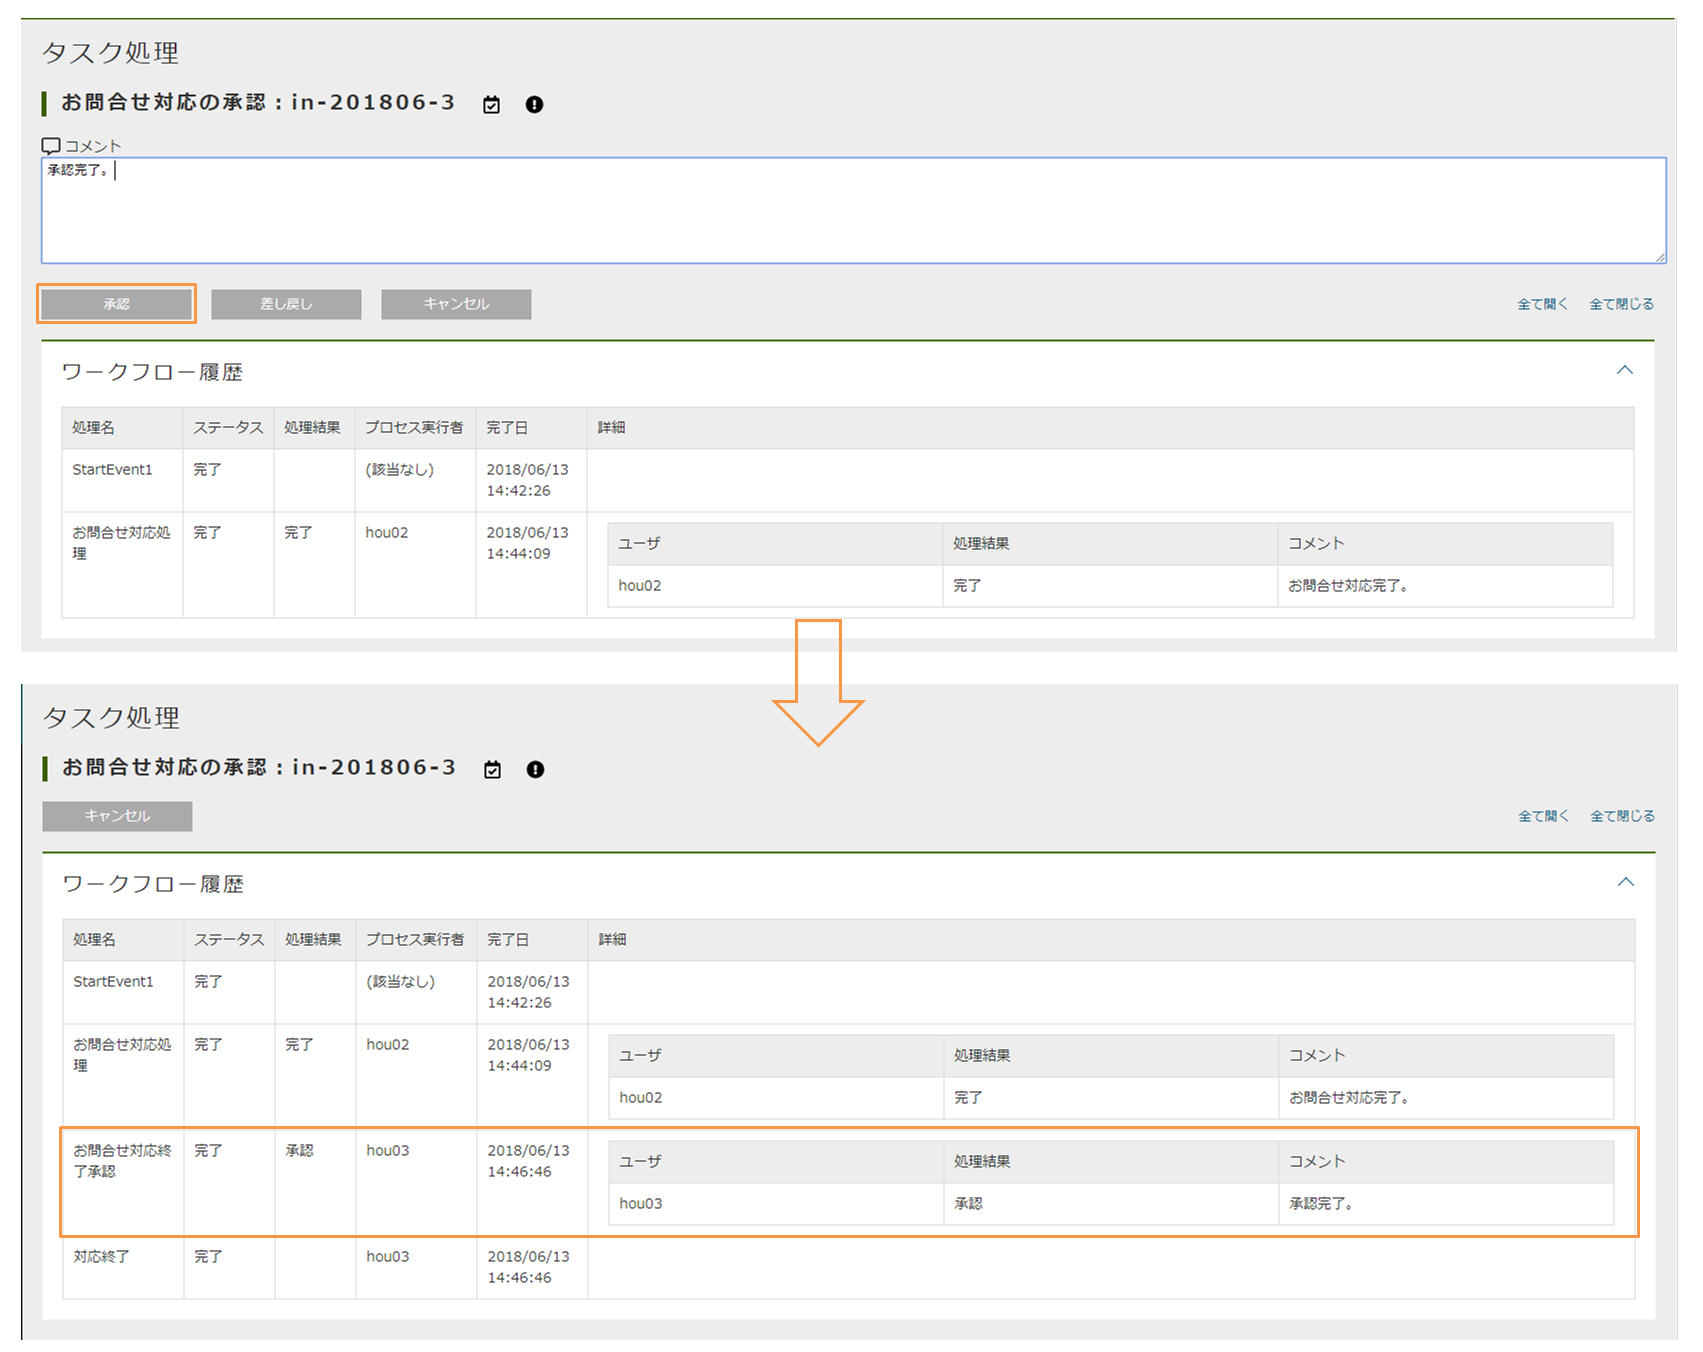 タスク処理
お問合せ対応の承認：in-201806-3
コメント
承認完了。
承認 差し戻し キャンセル 全て開く 全て閉じる
ワークフロー履歴
処理名 ステータス 処理結果 プロセス実行者 完了日 詳細
StartEvent1 完了 (該当なし) 2018/06/13
14:42:26
お問合せ対応処 完了 完了 hou02 2018/06/13
理 14:44:09
ユーザ 処理結果 コメント
hou02 完了 お問合せ対応完了。
タスク処理
お問合せ対応の承認：in-201806-3
キャンセル 全て開く 全て閉じる
ワークフロー履歴
処理名 ステータス 処理結果 プロセス実行者 完了日 詳細
StartEvent1 完了 (該当なし) 2018/06/13
14:42:26
お問合せ対応処 完了 完了 hou02 2018/06/13
理 14:44:09
ユーザ 処理結果 コメント
hou02 完了 お問合せ対応完了。
お問合せ対応終 完了 承認 hou03 2018/06/13
了承認 14:46:46
ユーザ 処理結果 コメント
hou03 承認 承認完了。
対応終了 完了 hou03 2018/06/13
14:46:46